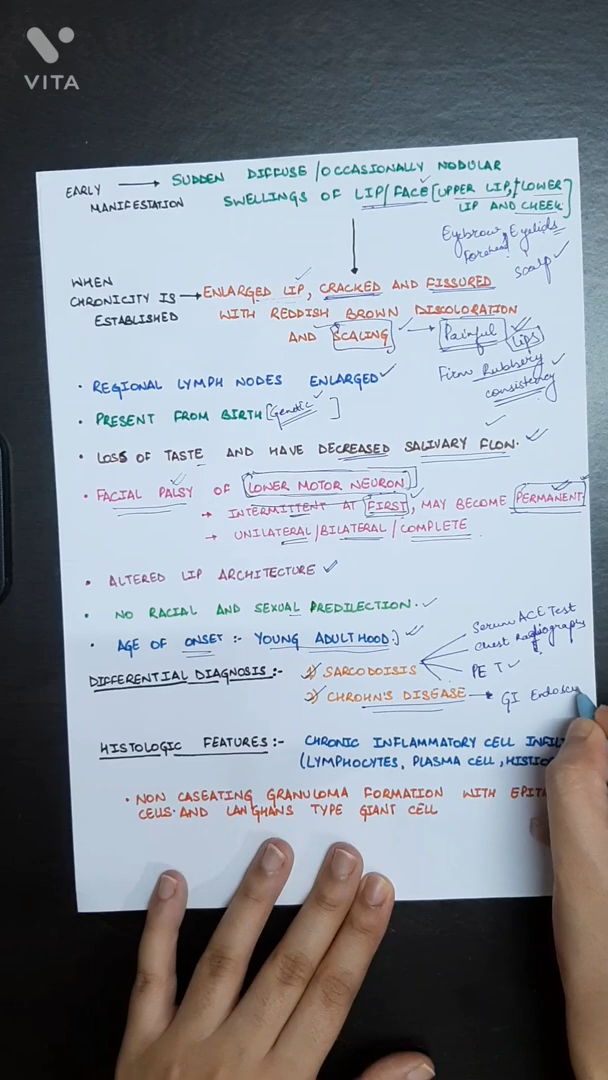 VITA
EARLY → SUDDEN DIFFUSE / OCCASIONALLY NODULAR
MANIFESTATION SWELLINGS OF LIP/FACE [UPPER LIP, LOWER
LIP AND CHEEK]
Eyebrow, Eyelids
Forehead
Scalp
WHEN
CHRONICITY IS → ENLARGED LIP, CRACKED AND FISSURED
ESTABLISHED WITH REDDISH BROWN DISCOLORATION
AND SCALING → Painful Lips
Firm Rubbery
consistency
• REGIONAL LYMPH NODES ENLARGED
• PRESENT FROM BIRTH [Genetic]
• LOSS OF TASTE AND HAVE DECREASED SALIVARY FLOW.
• FACIAL PALSY OF (LOWER MOTOR NEURON)
→ INTERMITTENT AT FIRST, MAY BECOME PERMANENT
→ UNILATERAL/BILATERAL/COMPLETE
• ALTERED LIP ARCHITECTURE
• NO RACIAL AND SEXUAL PREDILECTION.
• AGE OF ONSET :- YOUNG ADULTHOOD.
Serum ACE Test
Chest Radiography
PET
DIFFERENTIAL DIAGNOSIS :- 1) SARCODOISIS
2) CHROHN'S DISEASE → GI Endosc
HISTOLOGIC FEATURES :- CHRONIC INFLAMMATORY CELL INFIL
(LYMPHOCYTES, PLASMA CELL, HISTIO
• NON CASEATING GRANULOMA FORMATION WITH EPIT
CELLS AND LANGHANS TYPE GIANT CELL